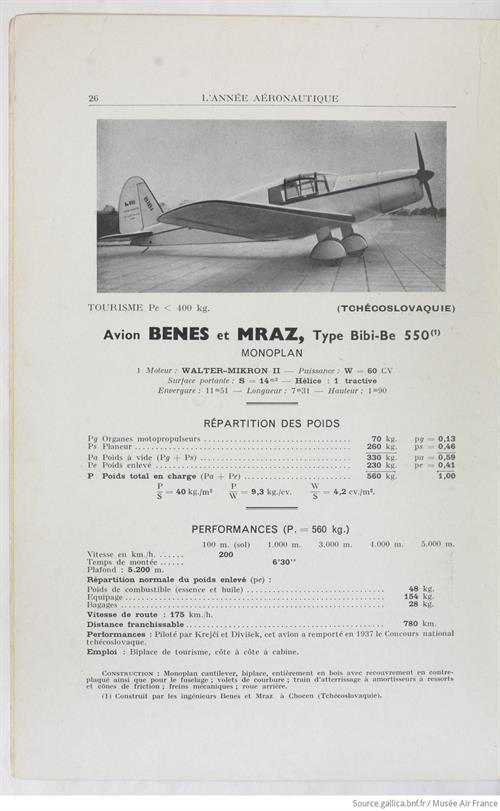 26 L'ANNÉE AÉRONAUTIQUE
TOURISME Pe < 400 kg. (TCHÉCOSLOVAQUIE)
Avion BENES et MRAZ, Type Bibi-Be 550(1)
MONOPLAN
1 Moteur : WALTER-MIKRON II — Puissance : W = 60 CV
Surface portante : S = 14m2 — Hélice : 1 tractive
Envergure : 11m51 — Longueur : 7m31 — Hauteur : 1m90
RÉPARTITION DES POIDS
Pg Organes motopropulseurs 70 kg. pg = 0,13
Ps Planeur 260 kg. ps = 0,46
Pa Poids à vide (Pg + Ps) 330 kg. pa = 0,59
Pe Poids enlevé 230 kg. pe = 0,41
P Poids total en charge (Pa + Pe) 560 kg. 1,00
P/S = 40 kg./m² P/W = 9,3 kg./cv. W/S = 4,2 cv./m².
PERFORMANCES (P. = 560 kg.)
100 m. (sol) 1.000 m. 3.000 m. 4.000 m. 5.000 m.
Vitesse en km./h. 200
Temps de montée 6'30''
Plafond : 5.200 m.
Répartition normale du poids enlevé (pe) :
Poids de combustible (essence et huile) 48 kg.
Equipage 154 kg.
Bagages 28 kg.
Vitesse de route : 175 km./h.
Distance franchissable 780 km.
Performances : Piloté par Krejčí et Divišek, cet avion a remporté en 1937 le Concours national
tchécoslovaque.
Emploi : Biplace de tourisme, côte à côte à cabine.
CONSTRUCTION : Monoplan cantilever, biplace, entièrement en bois avec recouvrement en contre-
plaqué ainsi que pour le fuselage ; volets de courbure ; train d'atterrissage à amortisseurs à ressorts
et cônes de friction ; freins mécaniques ; roue arrière.
(1) Construit par les ingénieurs Benes et Mraz à Chocen (Tchécoslovaquie).
Source gallica.bnf.fr / Musée Air France